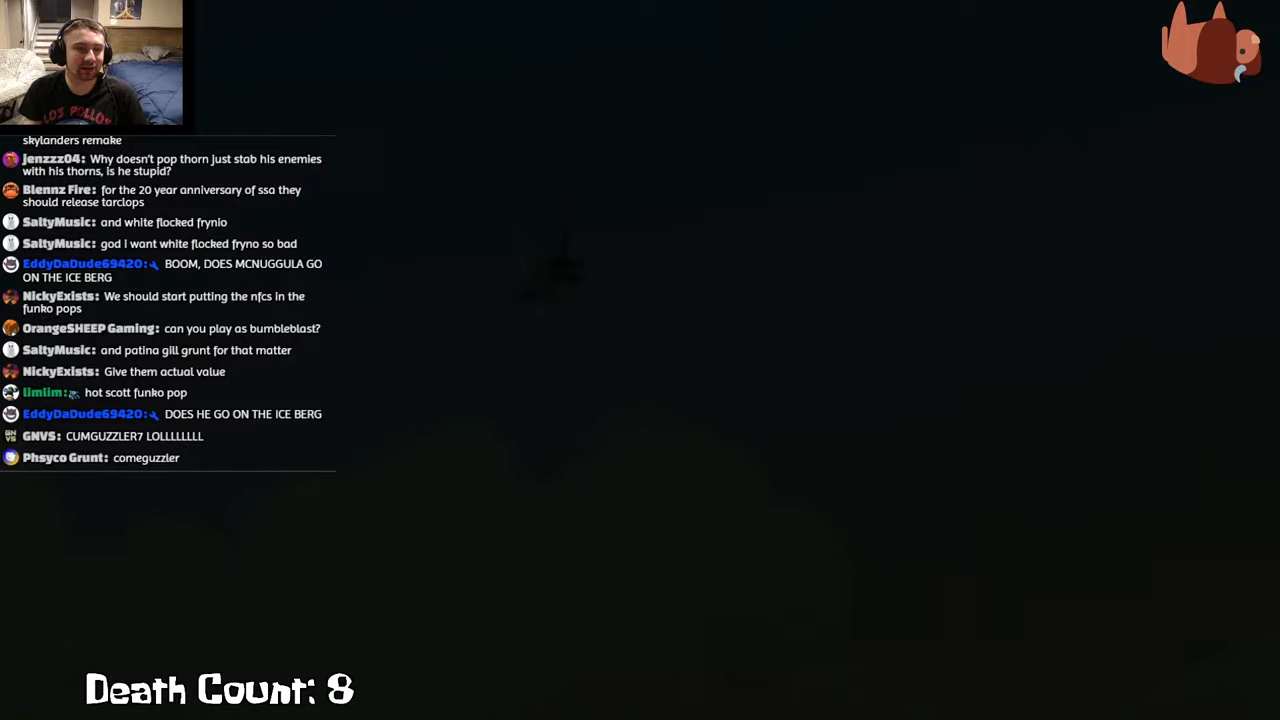 LOS POLLOS
skylanders remake
Jenzzz04: Why doesn't pop thorn just stab his enemies
with his thorns, is he stupid?
Blennz Fire: for the 20 year anniversary of ssa they
should release tarclops
SaltyMusic: and white flocked frynio
SaltyMusic: god i want white flocked fryno so bad
EddyDaDude69420: BOOM, DOES MCNUGGULA GO
ON THE ICE BERG
NickyExists: We should start putting the nfcs in the
funko pops
OrangeSHEEP Gaming: can you play as bumbleblast?
SaltyMusic: and patina gill grunt for that matter
NickyExists: Give them actual value
limlim: hot scott funko pop
EddyDaDude69420: DOES HE GO ON THE ICE BERG
GNVS: CUMGUZZLER7 LOLLLLLLLL
Phsyco Grunt: comeguzzler
Death Count: 8